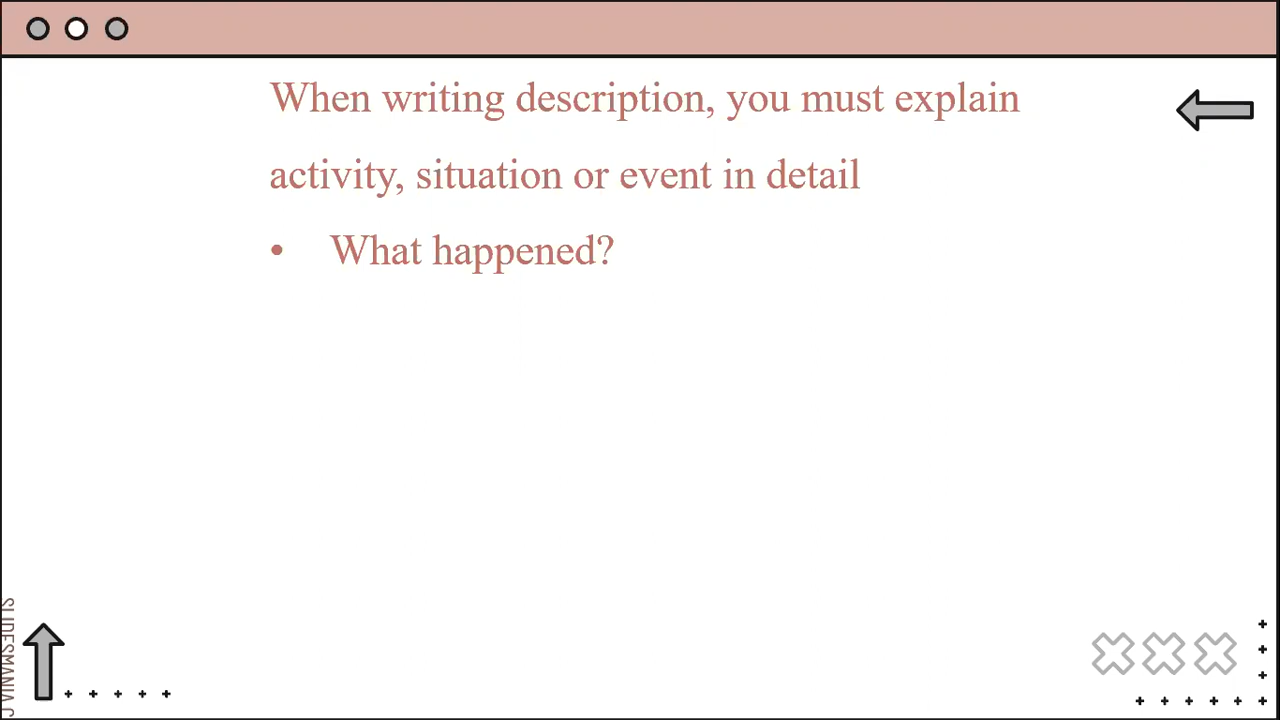 When writing description, you must explain
activity, situation or event in detail
• What happened?
SLIDESMANIA.C